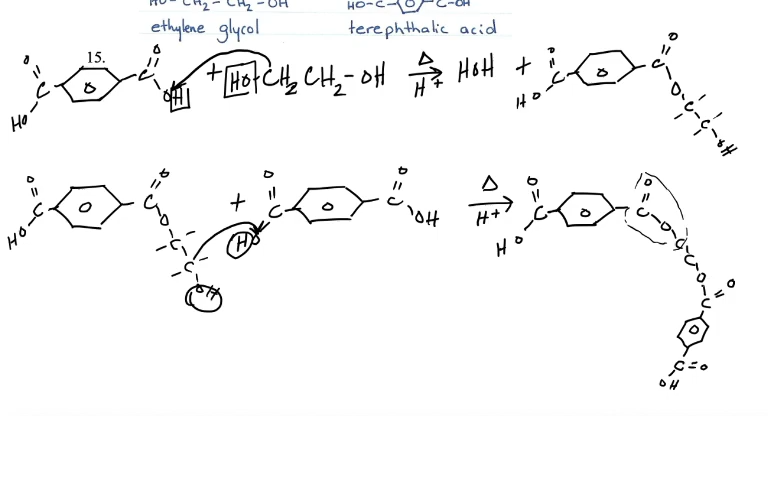 HO-CH2-CH2-OH HO-C C-OH
ethylene glycol terephthalic acid
15.
O C HO O C OH + HO CH2CH2-OH Δ H+ HOH + O C HO C O O C C OH
O C HO C O O C C OH + O C HO C O OH Δ H+ O C HO C O O C C O C=O C=O OH